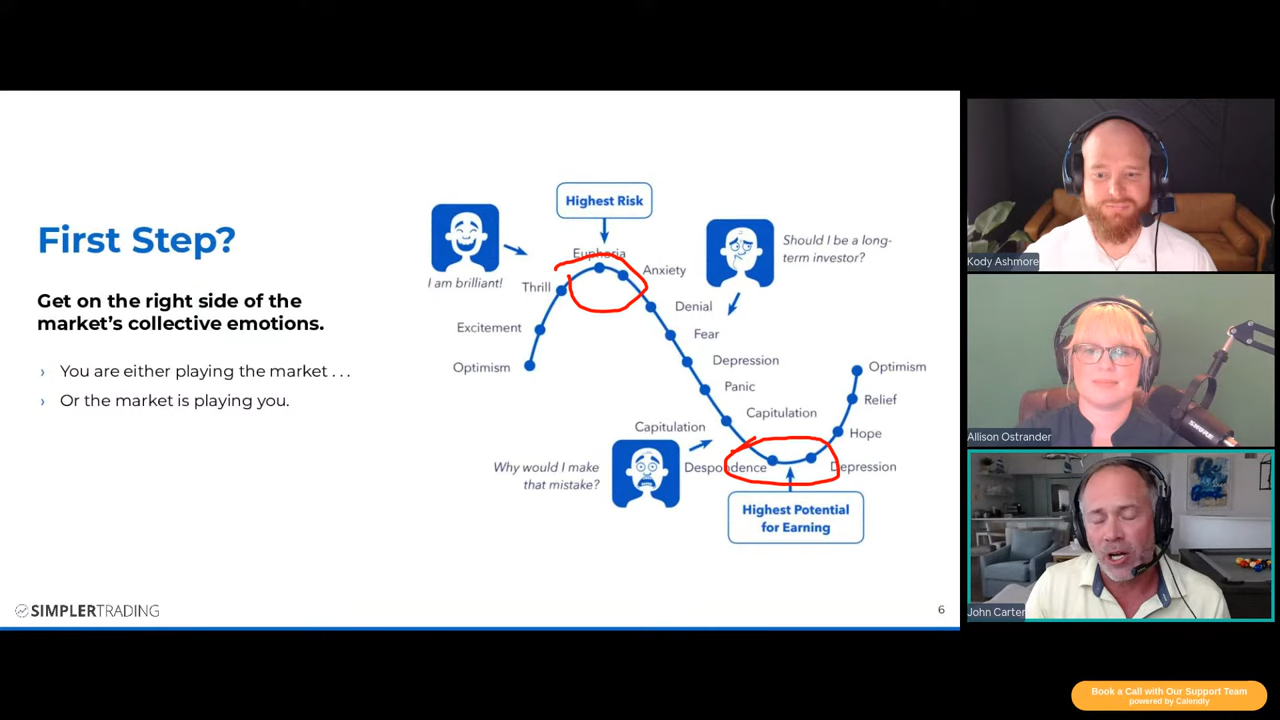 First Step?
Get on the right side of the
market's collective emotions.
› You are either playing the market . . .
› Or the market is playing you.
Highest Risk
Euphoria
I am brilliant!
Thrill
Anxiety
Should I be a long-
term investor?
Excitement
Denial
Fear
Optimism
Depression
Panic
Capitulation
Optimism
Relief
Capitulation
Hope
Why would I make
that mistake?
Despondence
Depression
Highest Potential
for Earning
SIMPLERTRADING
6
Kody Ashmore
Allison Ostrander
SHURE
John Carter
Book a Call with Our Support Team
powered by Calendly